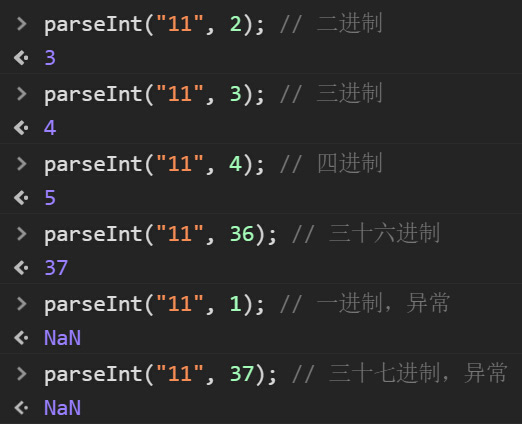 > parseInt("11", 2); // 二进制
< 3
> parseInt("11", 3); // 三进制
< 4
> parseInt("11", 4); // 四进制
< 5
> parseInt("11", 36); // 三十六进制
< 37
> parseInt("11", 1); // 一进制，异常
< NaN
> parseInt("11", 37); // 三十七进制，异常
< NaN